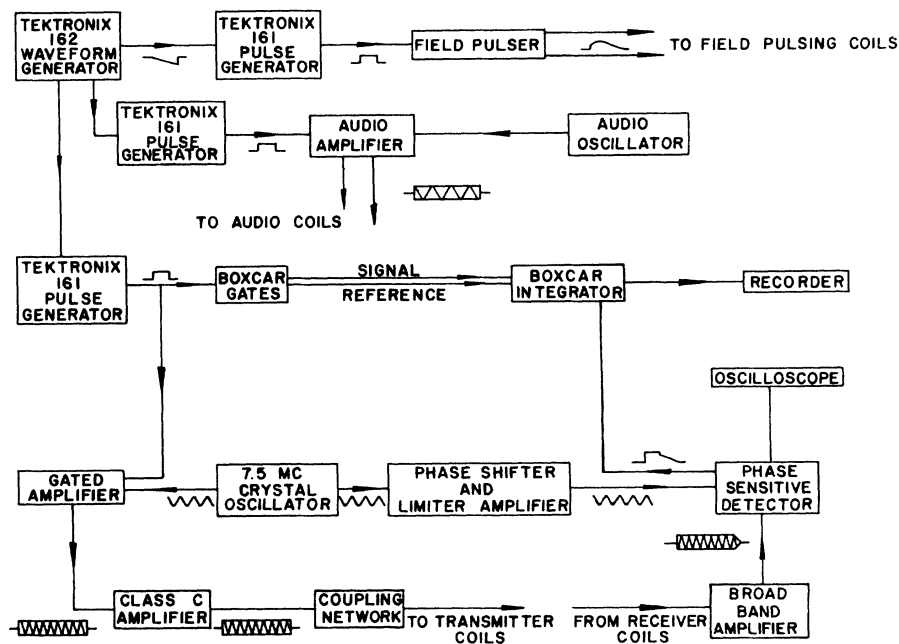 TEKTRONIX
162
WAVEFORM
GENERATOR
TEKTRONIX
161
PULSE
GENERATOR
FIELD PULSER
TO FIELD PULSING COILS
TEKTRONIX
161
PULSE
GENERATOR
AUDIO
AMPLIFIER
AUDIO
OSCILLATOR
TO AUDIO COILS
TEKTRONIX
161
PULSE
GENERATOR
BOXCAR
GATES
SIGNAL
REFERENCE
BOXCAR
INTEGRATOR
RECORDER
OSCILLOSCOPE
GATED
AMPLIFIER
7.5 MC
CRYSTAL
OSCILLATOR
PHASE SHIFTER
AND
LIMITER AMPLIFIER
PHASE
SENSITIVE
DETECTOR
CLASS C
AMPLIFIER
COUPLING
NETWORK
TO TRANSMITTER
COILS
FROM RECEIVER
COILS
BROAD
BAND
AMPLIFIER